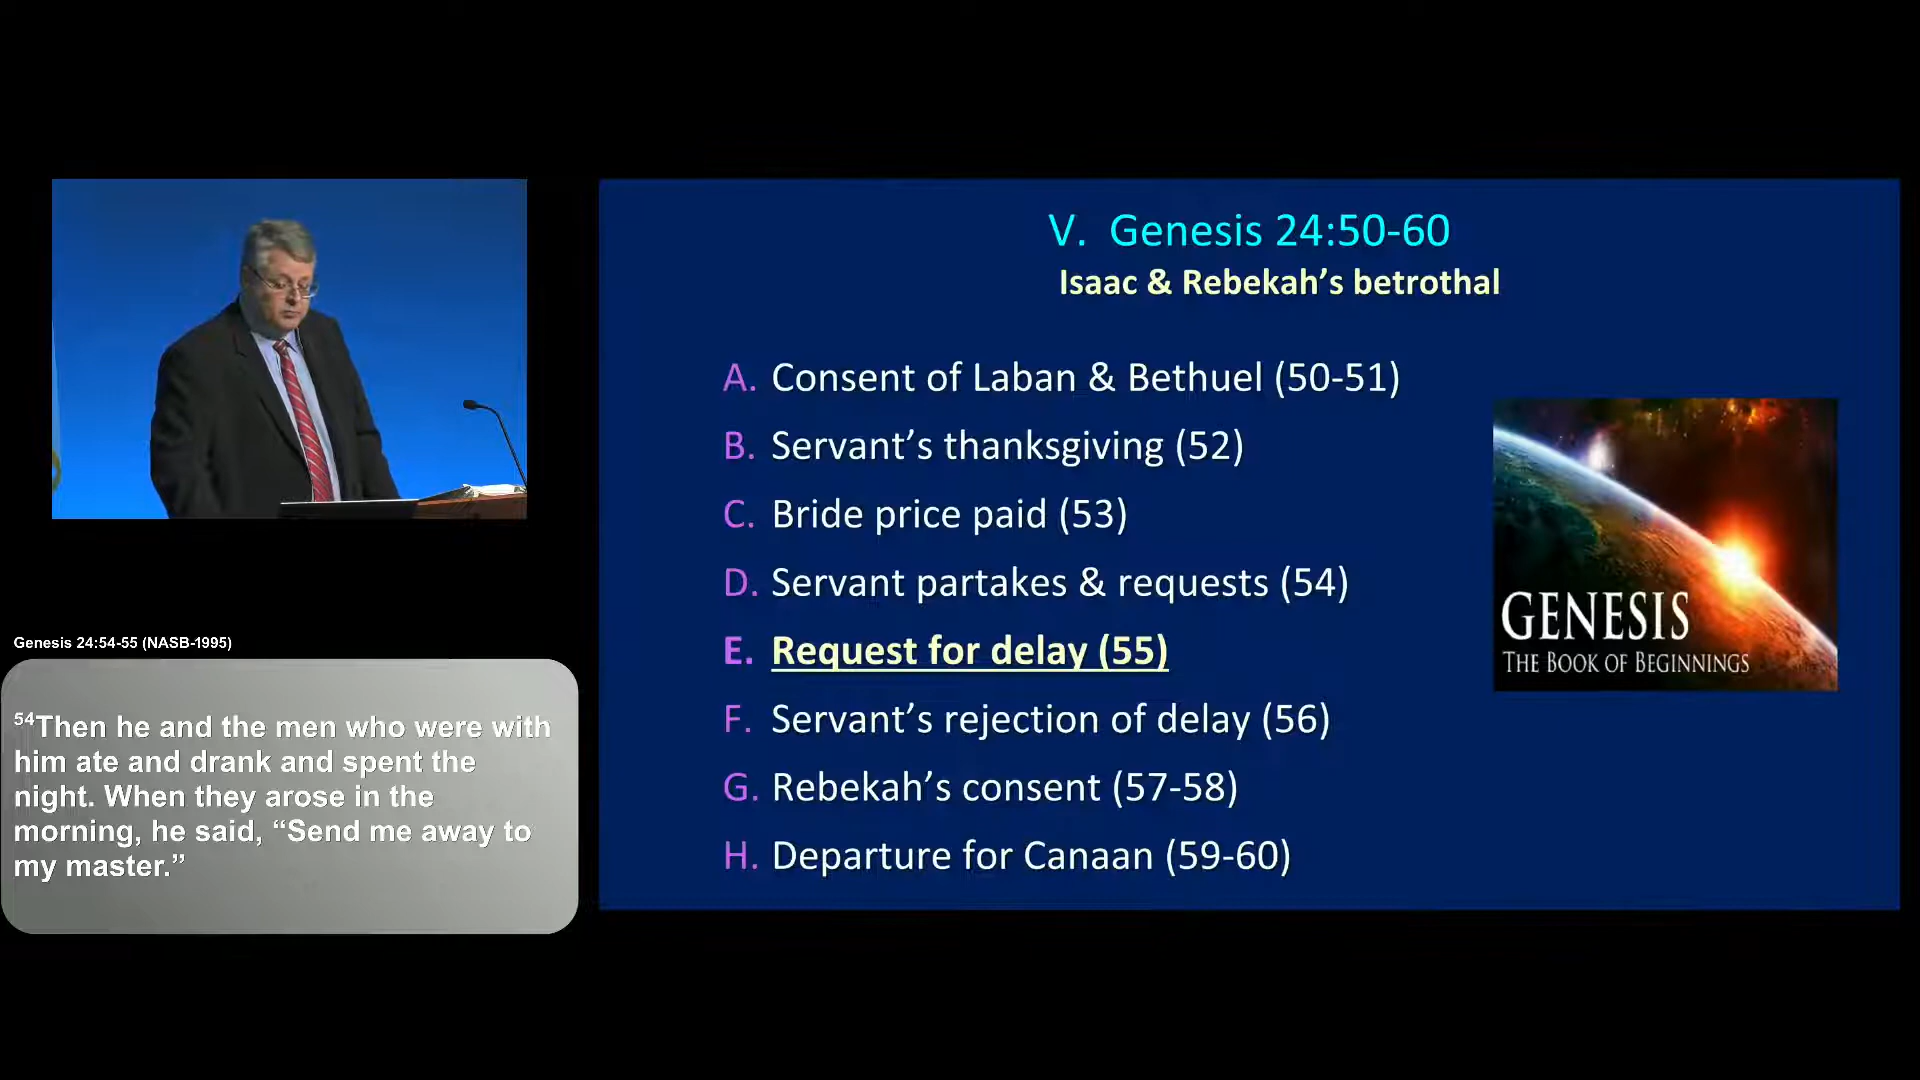 V. Genesis 24:50-60
Isaac & Rebekah’s betrothal
A. Consent of Laban & Bethuel (50-51)
B. Servant’s thanksgiving (52)
C. Bride price paid (53)
D. Servant partakes & requests (54)
E. Request for delay (55)
F. Servant’s rejection of delay (56)
G. Rebekah’s consent (57-58)
H. Departure for Canaan (59-60)
GENESIS
THE BOOK OF BEGINNINGS
Genesis 24:54-55 (NASB-1995)
54Then he and the men who were with
him ate and drank and spent the
night. When they arose in the
morning, he said, “Send me away to
my master.”